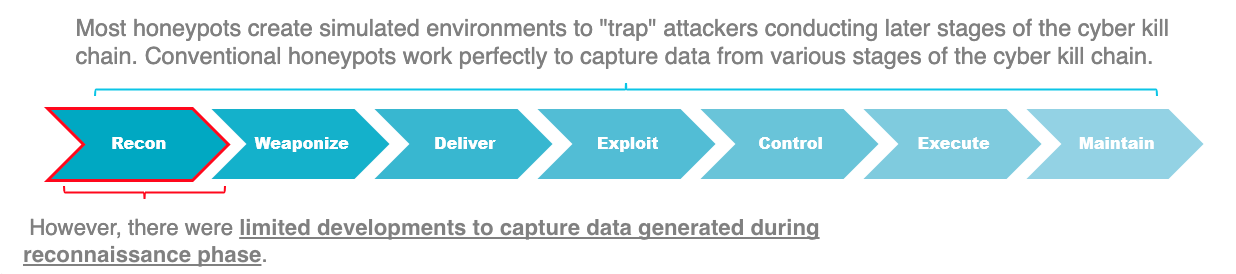 Most honeypots create simulated environments to "trap" attackers conducting later stages of the cyber kill
chain. Conventional honeypots work perfectly to capture data from various stages of the cyber kill chain.
Recon Weaponize Deliver Exploit Control Execute Maintain
However, there were limited developments to capture data generated during
reconnaissance phase.